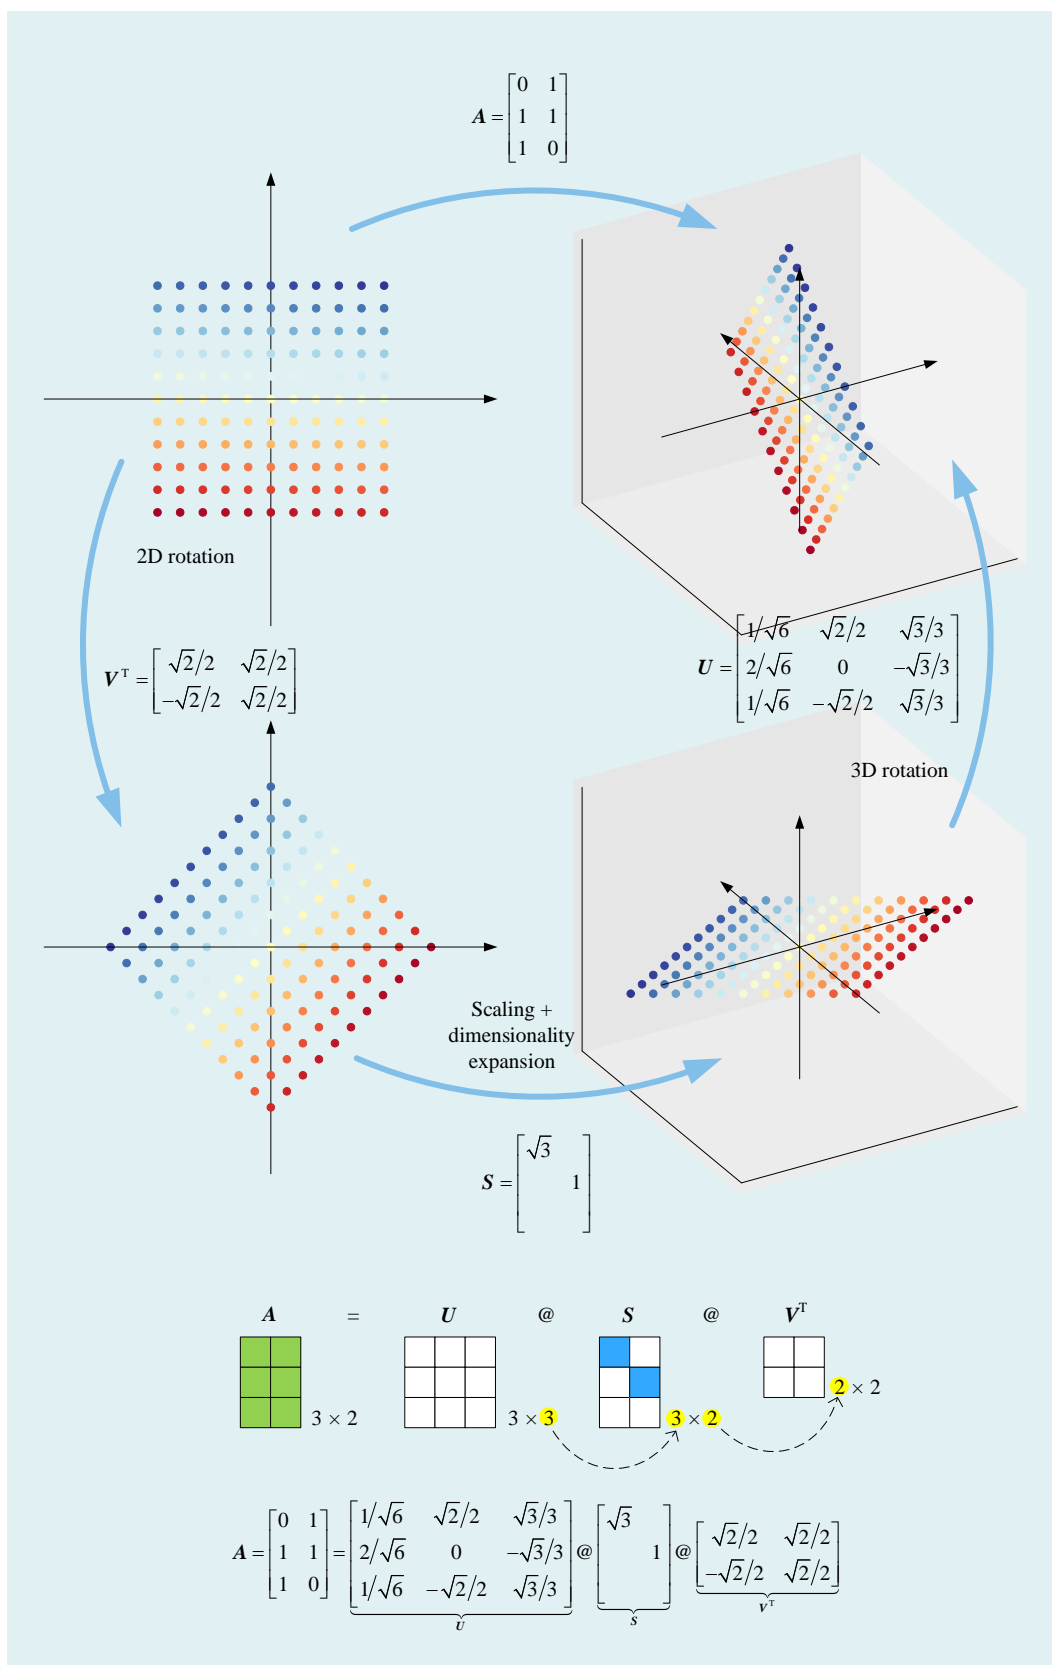 A = [0 1
1 1
1 0]
2D rotation
V^T = [√2/2 √2/2
−√2/2 √2/2]
U = [1/√6 √2/2 √3/3
2/√6 0 −√3/3
1/√6 −√2/2 √3/3]
3D rotation
Scaling +
dimensionality
expansion
S = [√3
1]
A = U @ S @ V^T
3 × 2
3 × 3
3 × 2
2 × 2
A = [0 1 = [1/√6 √2/2 √3/3 @ [√3 @ [√2/2 √2/2
1 1 2/√6 0 −√3/3 1 −√2/2 √2/2]
1 0] 1/√6 −√2/2 √3/3] ]
U S V^T